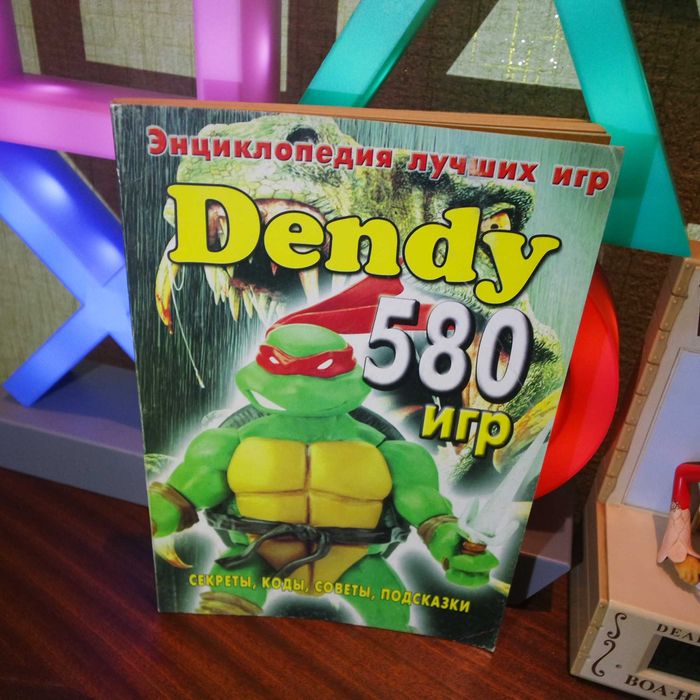 Энциклопедия лучших игр
Dendy
580
игр
СЕКРЕТЫ, КОДЫ, СОВЕТЫ, ПОДСКАЗКИ